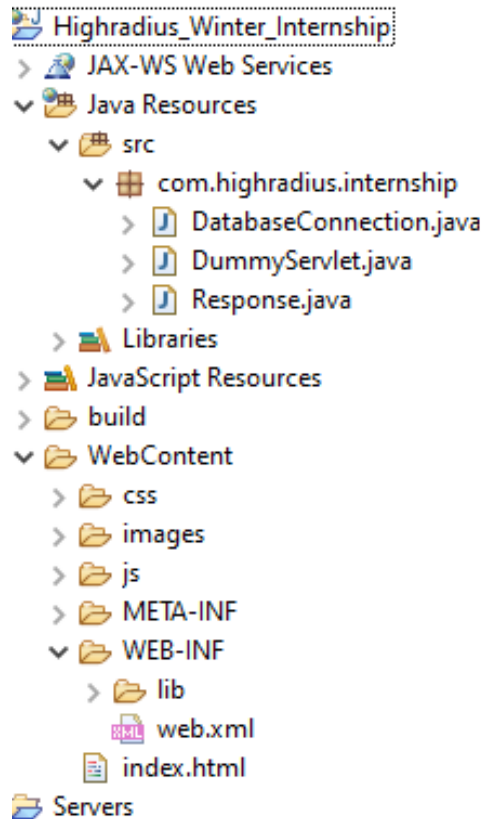 Highradius_Winter_Internship
JAX-WS Web Services
Java Resources
src
com.highradius.internship
DatabaseConnection.java
DummyServlet.java
Response.java
Libraries
JavaScript Resources
build
WebContent
css
images
js
META-INF
WEB-INF
lib
web.xml
index.html
Servers